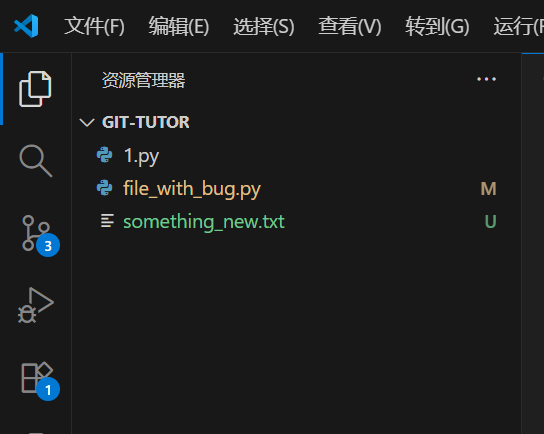 文件(F) 编辑(E) 选择(S) 查看(V) 转到(G) 运行(
资源管理器 ...
GIT-TUTOR
1.py
file_with_bug.py M
something_new.txt U
3
1